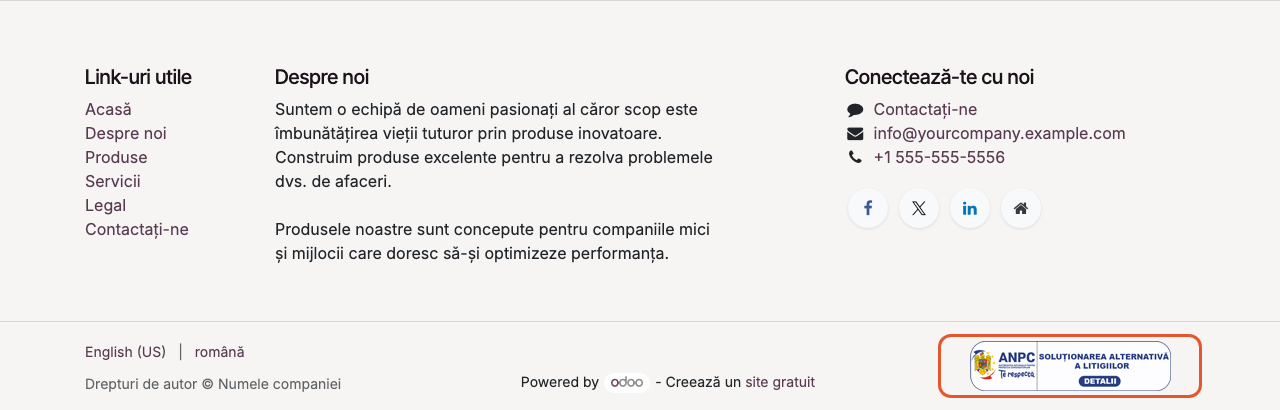 Link-uri utile
Acasă
Despre noi
Produse
Servicii
Legal
Contactați-ne
Despre noi
Suntem o echipă de oameni pasionați al căror scop este
îmbunătățirea vieții tuturor prin produse inovatoare.
Construim produse excelente pentru a rezolva problemele
dvs. de afaceri.
Produsele noastre sunt concepute pentru companiile mici
și mijlocii care doresc să-și optimizeze performanța.
Conectează-te cu noi
Contactați-ne
info@yourcompany.example.com
+1 555-555-5556
English (US) | română
Drepturi de autor © Numele companiei
Powered by odoo - Creează un site gratuit
ANPC
Te respectă
SOLUȚIONAREA ALTERNATIVĂ
A LITIGIILOR
DETALII